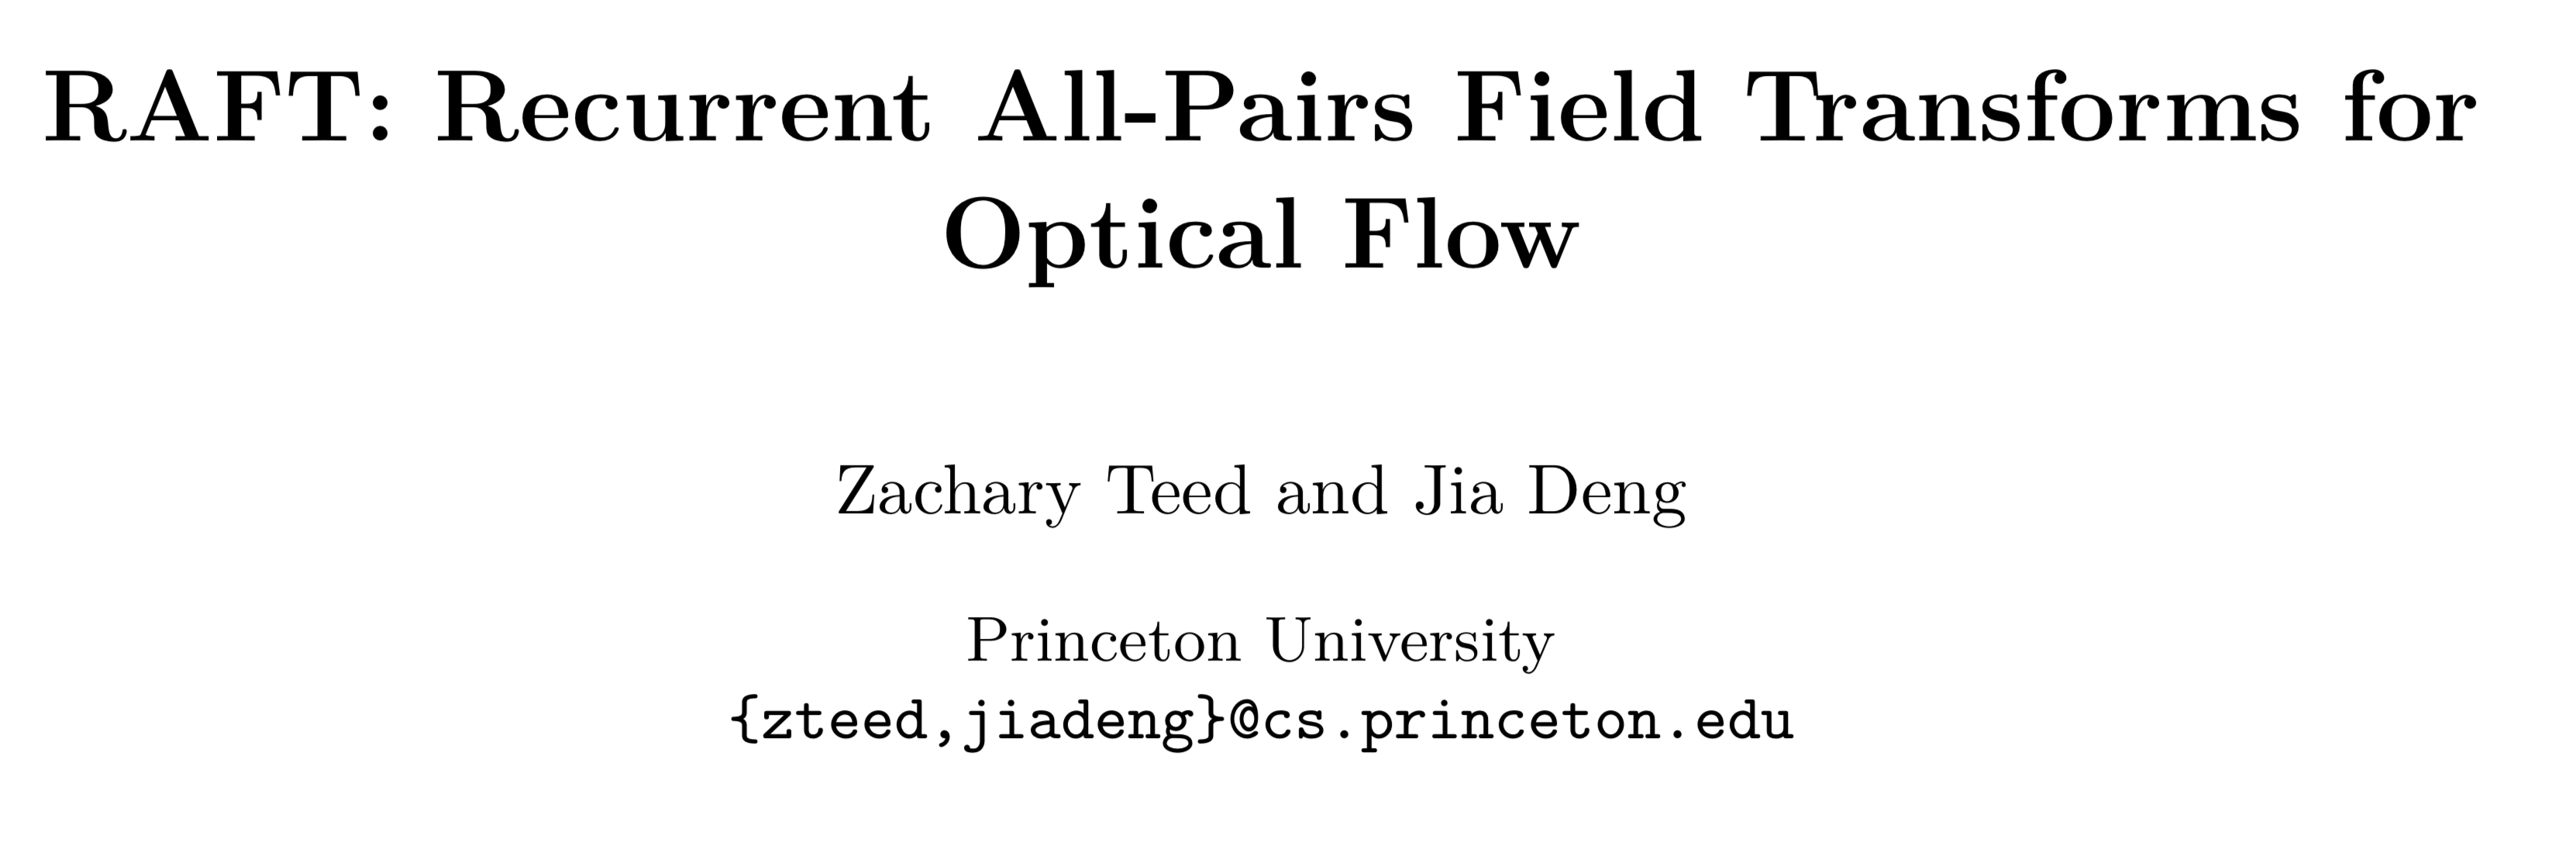 RAFT: Recurrent All-Pairs Field Transforms for
Optical Flow
Zachary Teed and Jia Deng
Princeton University
{zteed,jiadeng}@cs.princeton.edu